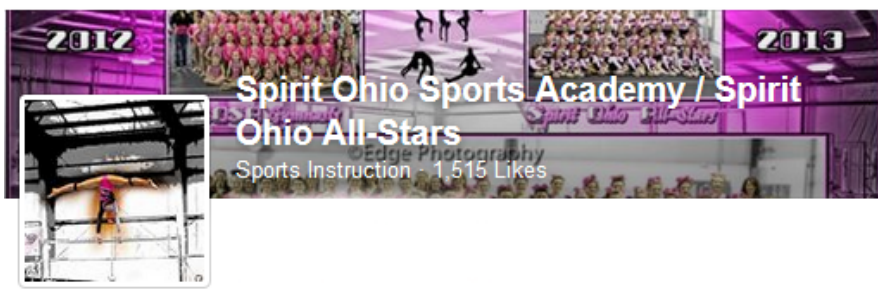 2012
2013
Spirit Ohio Sports Academy / Spirit
Ohio All-Stars
Spirit Ohio All-Stars
©Edge Photography
Sports Instruction · 1,515 Likes